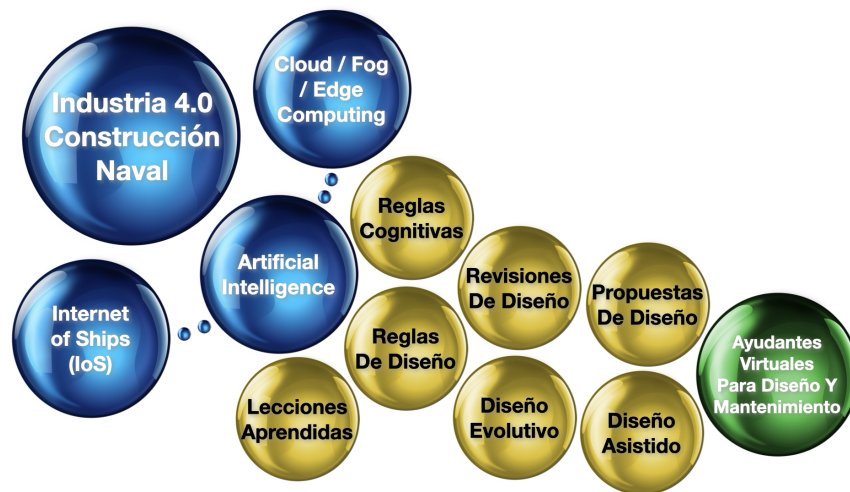 Industria 4.0
Construcción
Naval
Cloud / Fog
/ Edge
Computing
Artificial
Intelligence
Internet
of Ships
(IoS)
Reglas
Cognitivas
Reglas
De Diseño
Lecciones
Aprendidas
Revisiones
De Diseño
Diseño
Evolutivo
Propuestas
De Diseño
Diseño
Asistido
Ayudantes
Virtuales
Para Diseño Y
Mantenimiento